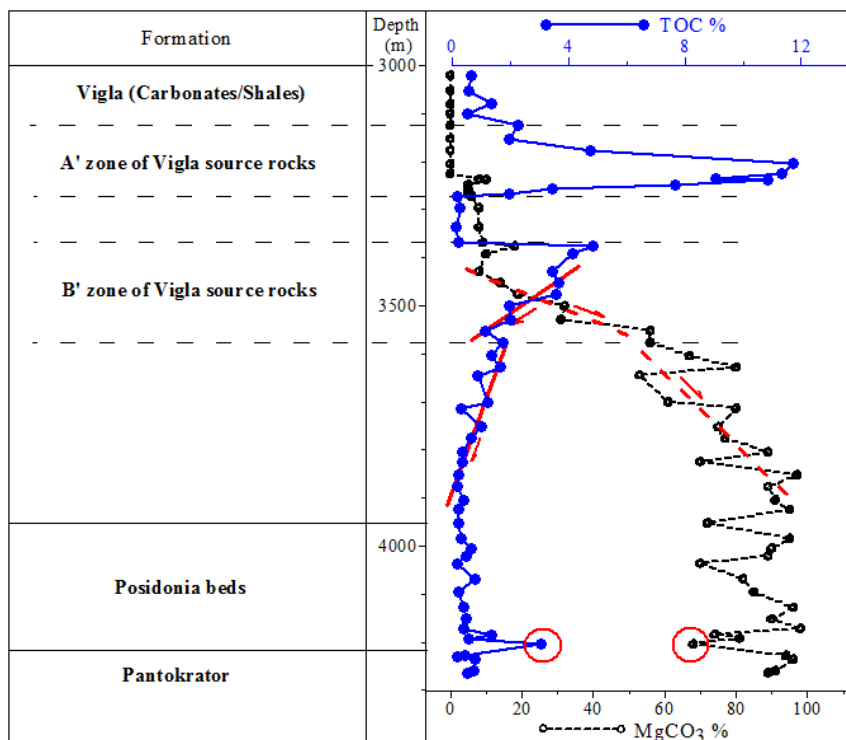 Formation
Depth
(m)
TOC %
0 4 8 12
3000
Vigla (Carbonates/Shales)
A' zone of Vigla source rocks
B' zone of Vigla source rocks
3500
4000
Posidonia beds
Pantokrator
0 20 40 60 80 100
MgCO3 %